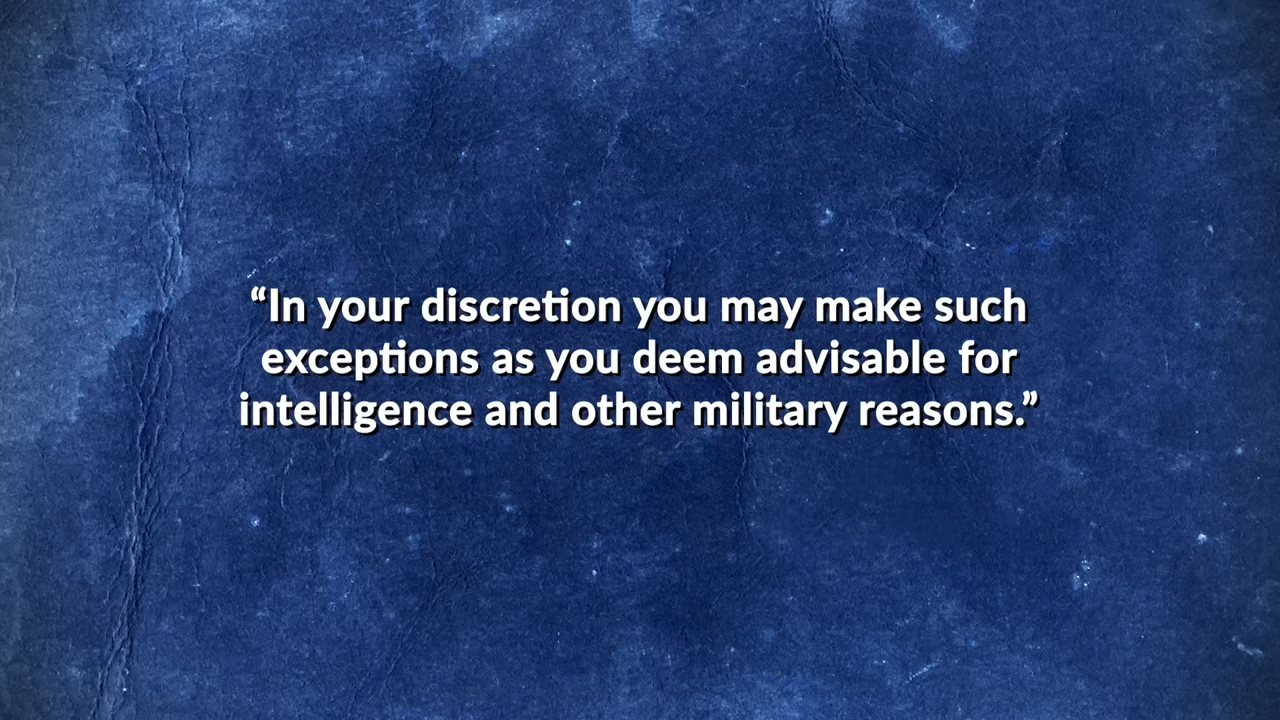 “In your discretion you may make such
exceptions as you deem advisable for
intelligence and other military reasons.”